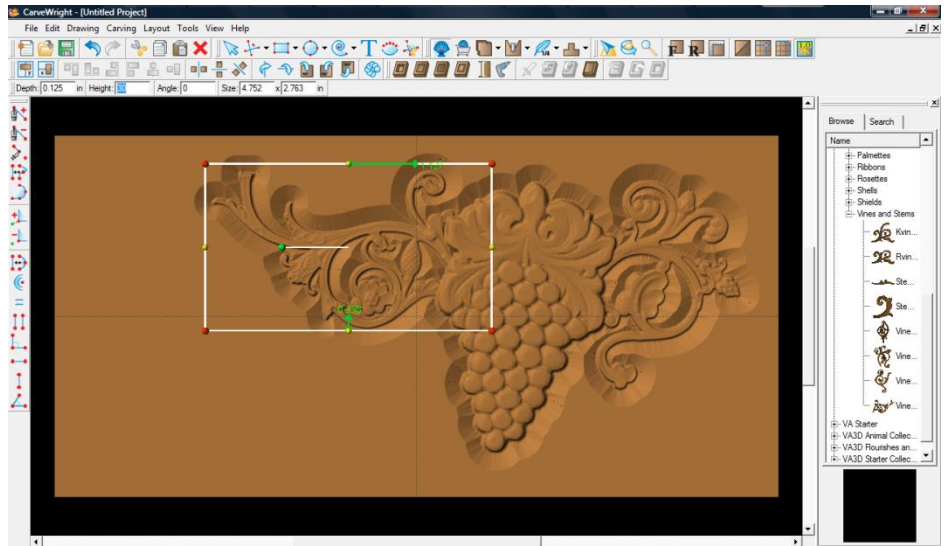 CarveWright - [Untitled Project]
File Edit Drawing Carving Layout Tools View Help
Depth: 0.125 in Height: 30 Angle: 0 Size: 4.752 x 2.763 in
Browse Search
Name
Palmettes
Ribbons
Rosettes
Shells
Shields
Vines and Stems
Kvin...
Rvin...
Ste...
Ste...
Vine...
Vine...
Vine...
Vine...
VA Starter
VA3D Animal Collec...
VA3D Flourishes an...
VA3D Starter Collec...